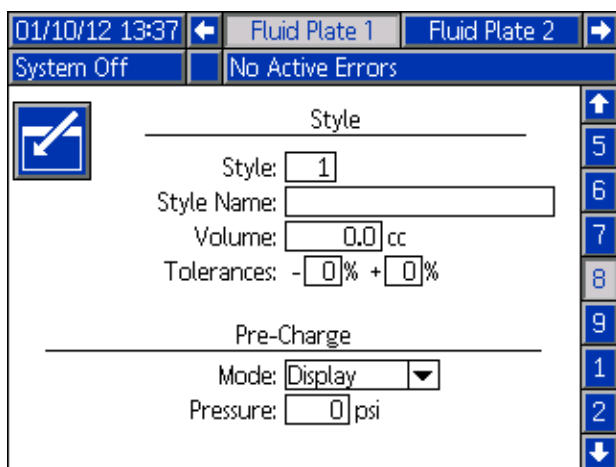 01/10/12 13:37 Fluid Plate 1 Fluid Plate 2
System Off No Active Errors
Style
Style: 1
Style Name:
Volume: 0.0 cc
Tolerances: - 0% + 0%
Pre-Charge
Mode: Display
Pressure: 0 psi
5
6
7
8
9
1
2